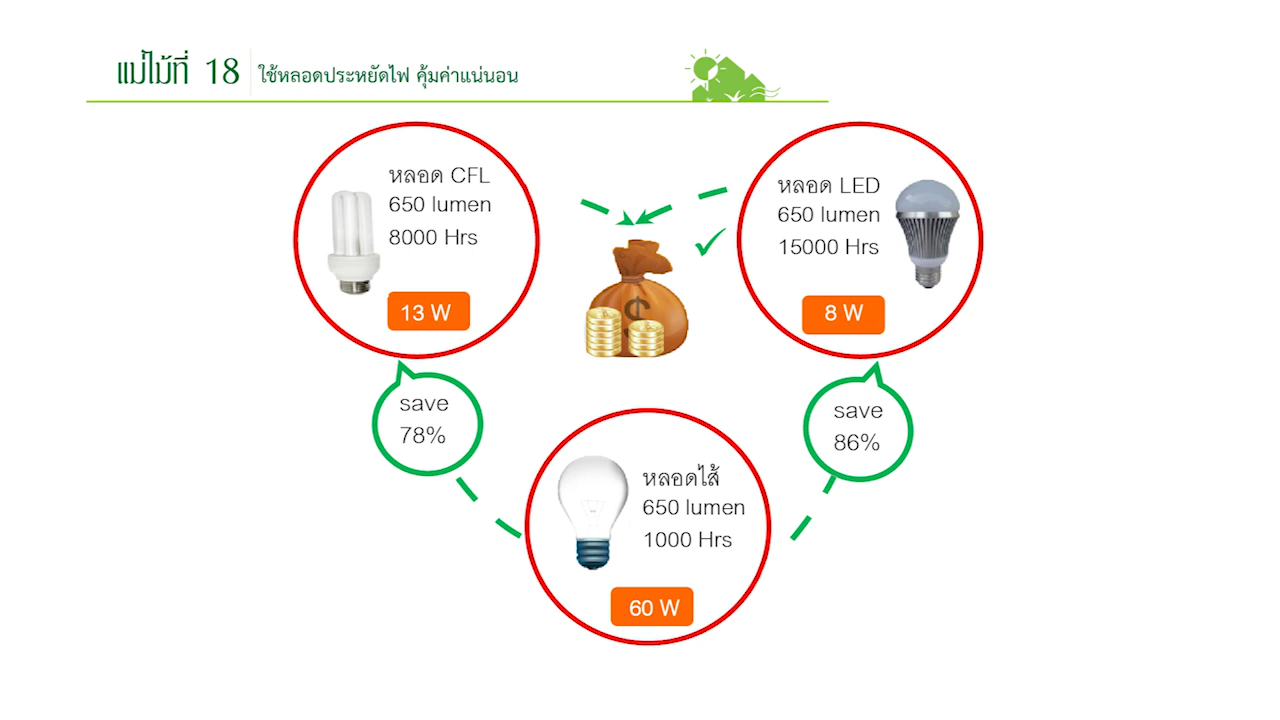 แม่ไม้ที่ 18
ใช้หลอดประหยัดไฟ คุ้มค่าแน่นอน
หลอด CFL
650 lumen
8000 Hrs
13 W
หลอด LED
650 lumen
15000 Hrs
8 W
$
save
78%
save
86%
หลอดไส้
650 lumen
1000 Hrs
60 W